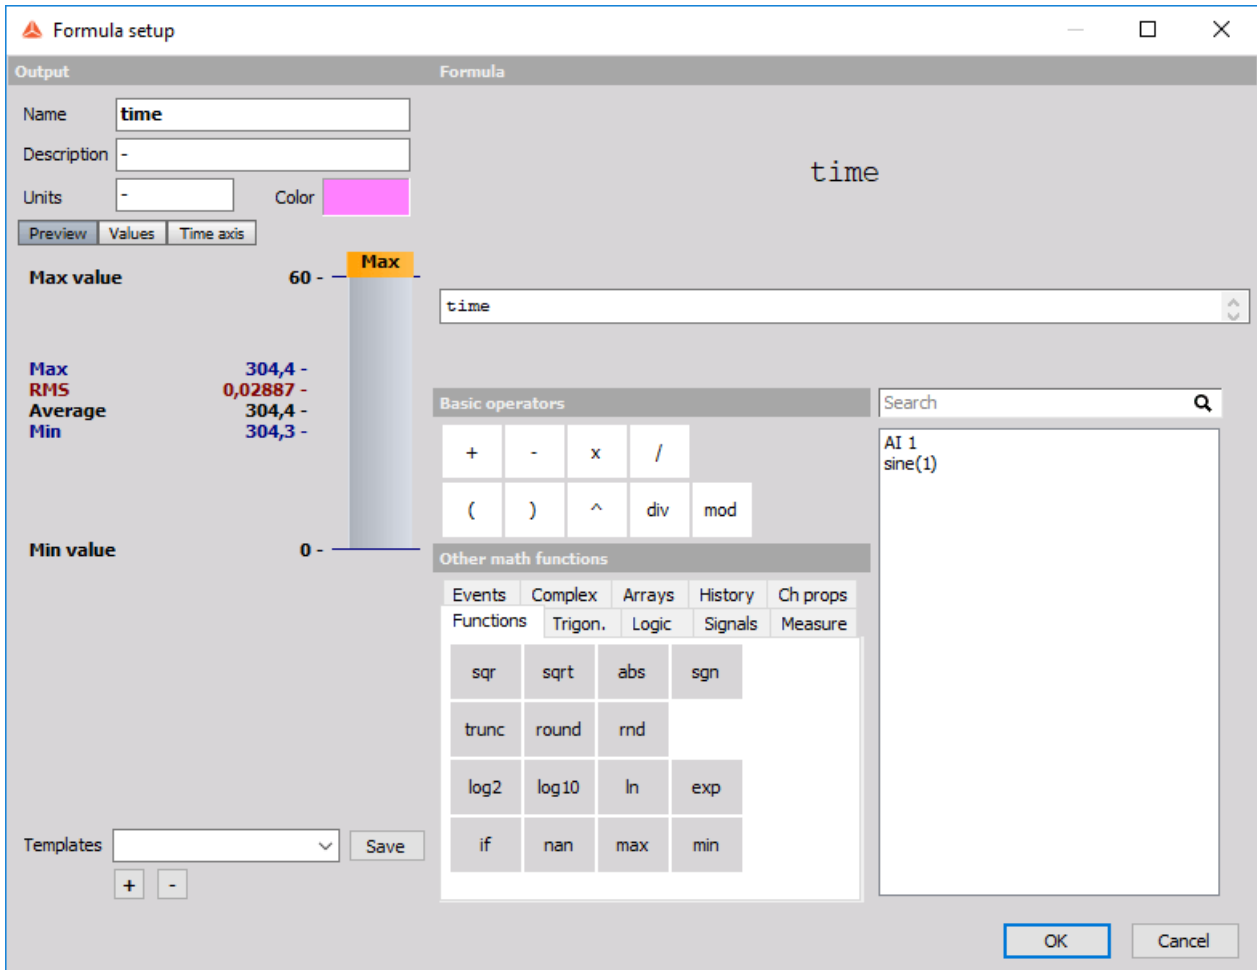 Formula setup
Output
Formula
Name
time
Description
-
Units
-
Color
time
Preview
Values
Time axis
Max value
60 -
Max
time
Max
304,4 -
RMS
0,02887 -
Average
304,4 -
Min
304,3 -
Min value
0 -
Basic operators
+ - x /
( ) ^ div mod
Search
AI 1
sine(1)
Other math functions
Events Complex Arrays History Ch props
Functions Trigon. Logic Signals Measure
sqr sqrt abs sgn
trunc round rnd
log2 log10 ln exp
if nan max min
Templates
Save
+ -
OK
Cancel